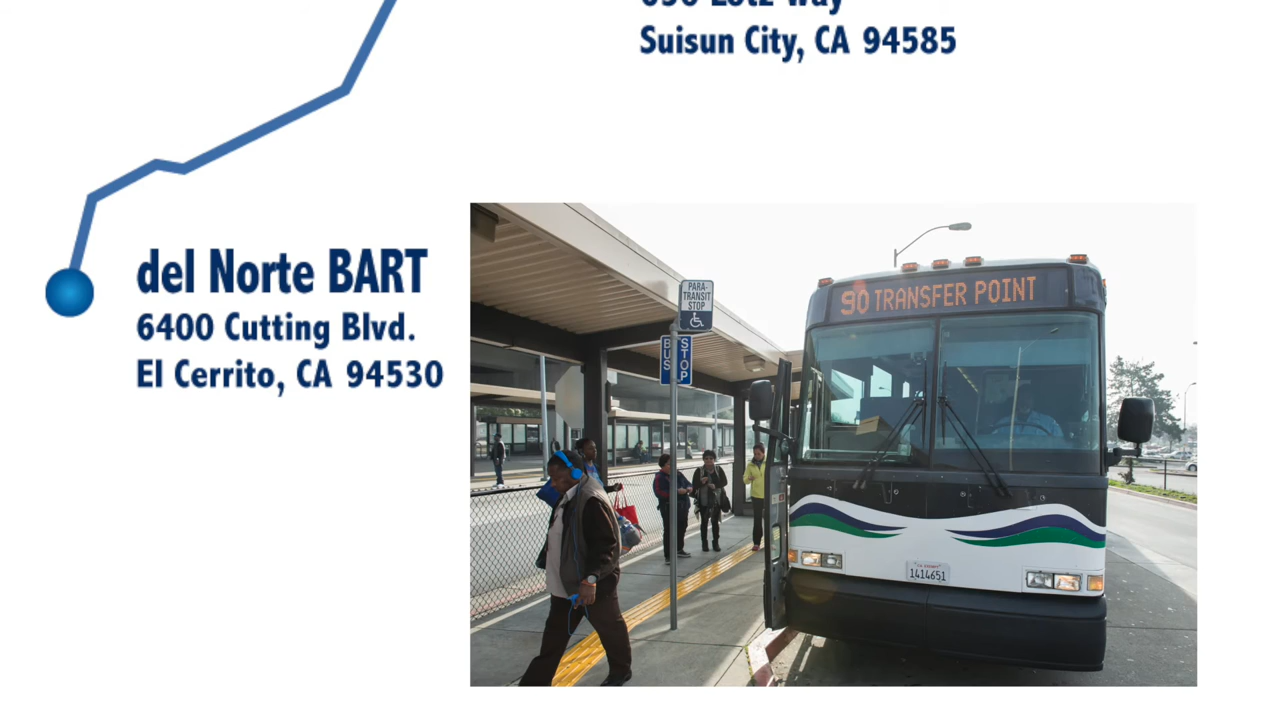 Suisun City, CA 94585
del Norte BART
6400 Cutting Blvd.
El Cerrito, CA 94530
PARA-
TRANSIT
STOP
BUS
STOP
90 TRANSFER POINT
1414651